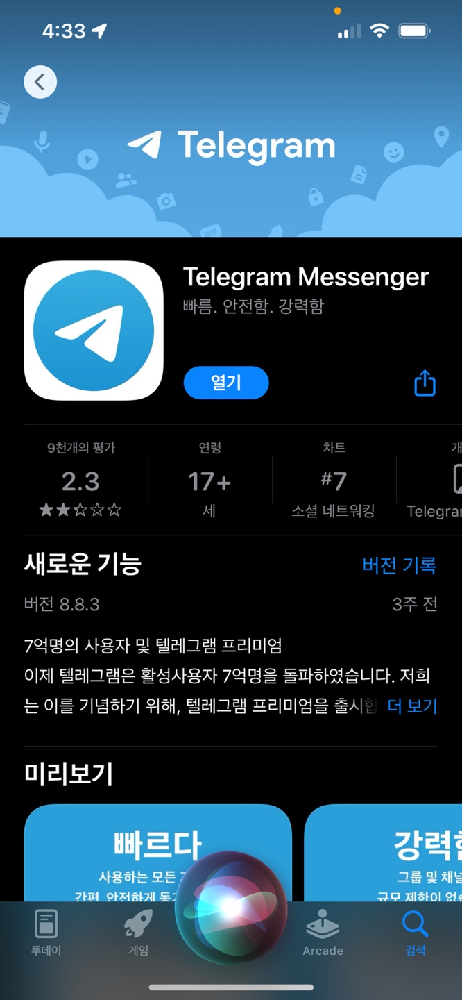 4:33
Telegram
GIF
Telegram Messenger
빠름. 안전함. 강력함
열기
9천개의 평가
2.3
연령
17+
세
차트
#7
소셜 네트워킹
개
Telegra
새로운 기능
버전 기록
버전 8.8.3
3주 전
7억명의 사용자 및 텔레그램 프리미엄
이제 텔레그램은 활성사용자 7억명을 돌파하였습니다. 저희
는 이를 기념하기 위해, 텔레그램 프리미엄을 출시합 더 보기
미리보기
빠르다
사용하는 모든
간편, 안전하게
강력
그룹 및 채널
규모 제한이
투데이
게임
Arcade
검색